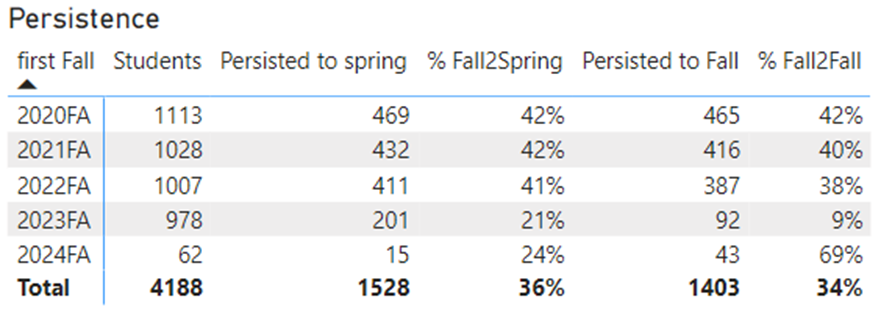 Persistence
first Fall Students Persisted to spring % Fall2Spring Persisted to Fall % Fall2Fall
2020FA 1113 469 42% 465 42%
2021FA 1028 432 42% 416 40%
2022FA 1007 411 41% 387 38%
2023FA 978 201 21% 92 9%
2024FA 62 15 24% 43 69%
Total 4188 1528 36% 1403 34%